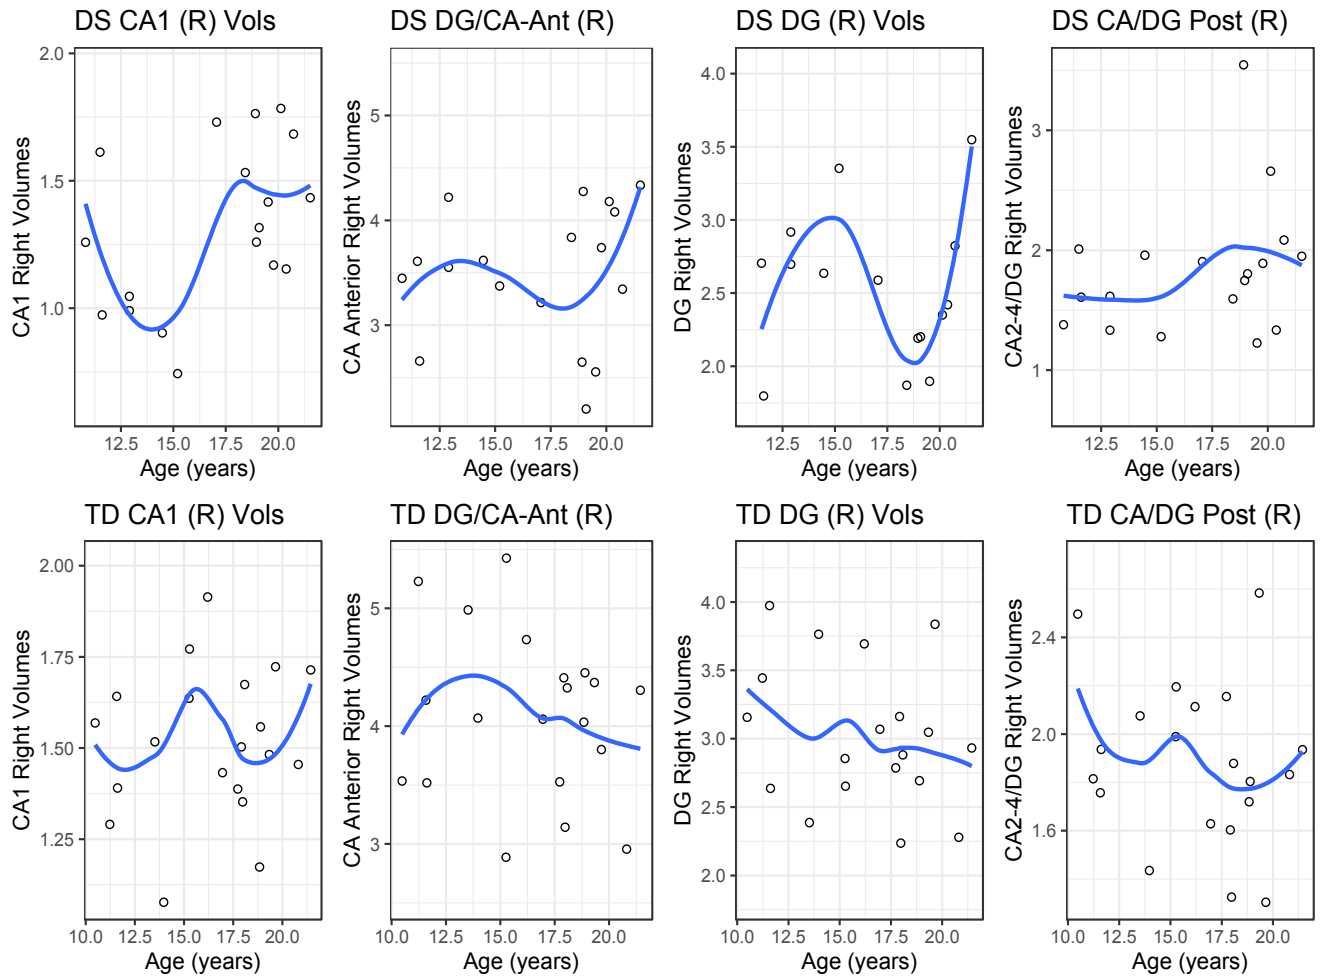 DS CA1 (R) Vols
DS DG/CA-Ant (R)
DS DG (R) Vols
DS CA/DG Post (R)
CA1 Right Volumes
2.0
1.5
1.0
12.5 15.0 17.5 20.0
Age (years)
CA Anterior Right Volumes
5
4
3
12.5 15.0 17.5 20.0
Age (years)
DG Right Volumes
4.0
3.5
3.0
2.5
2.0
12.5 15.0 17.5 20.0
Age (years)
CA2-4/DG Right Volumes
3
2
1
12.5 15.0 17.5 20.0
Age (years)
TD CA1 (R) Vols
TD DG/CA-Ant (R)
TD DG (R) Vols
TD CA/DG Post (R)
CA1 Right Volumes
2.00
1.75
1.50
1.25
10.0 12.5 15.0 17.5 20.0
Age (years)
CA Anterior Right Volumes
5
4
3
10.0 12.5 15.0 17.5 20.0
Age (years)
DG Right Volumes
4.0
3.5
3.0
2.5
2.0
10.0 12.5 15.0 17.5 20.0
Age (years)
CA2-4/DG Right Volumes
2.4
2.0
1.6
10.0 12.5 15.0 17.5 20.0
Age (years)